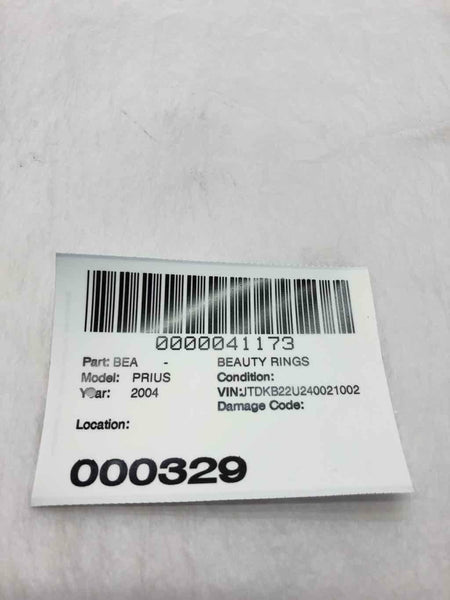 0000041173
Part: BEA - BEAUTY RINGS
Model: PRIUS Condition:
Year: 2004 VIN:JTDKB22U240021002
Damage Code:
Location:
000329